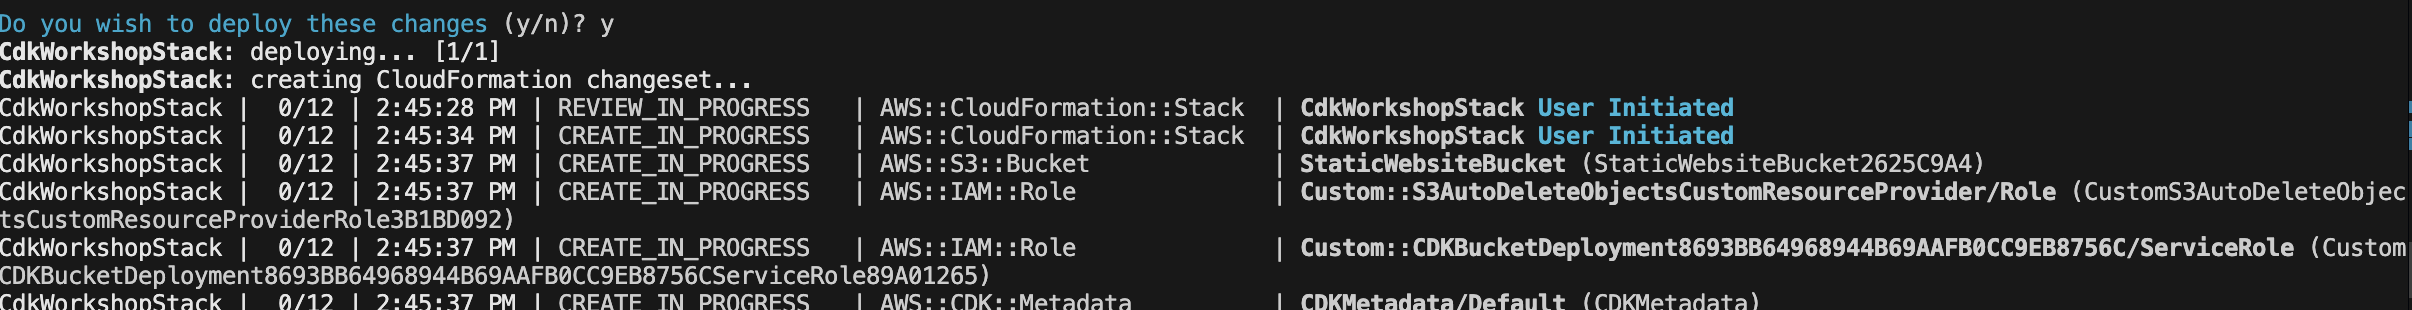 Do you wish to deploy these changes (y/n)? y
CdkWorkshopStack: deploying... [1/1]
CdkWorkshopStack: creating CloudFormation changeset...
CdkWorkshopStack |  0/12 | 2:45:28 PM | REVIEW_IN_PROGRESS   | AWS::CloudFormation::Stack  | CdkWorkshopStack User Initiated
CdkWorkshopStack |  0/12 | 2:45:34 PM | CREATE_IN_PROGRESS   | AWS::CloudFormation::Stack  | CdkWorkshopStack User Initiated
CdkWorkshopStack |  0/12 | 2:45:37 PM | CREATE_IN_PROGRESS   | AWS::S3::Bucket             | StaticWebsiteBucket (StaticWebsiteBucket2625C9A4)
CdkWorkshopStack |  0/12 | 2:45:37 PM | CREATE_IN_PROGRESS   | AWS::IAM::Role              | Custom::S3AutoDeleteObjectsCustomResourceProvider/Role (CustomS3AutoDeleteObjec
tsCustomResourceProviderRole3B1BD092)
CdkWorkshopStack |  0/12 | 2:45:37 PM | CREATE_IN_PROGRESS   | AWS::IAM::Role              | Custom::CDKBucketDeployment8693BB64968944B69AAFB0CC9EB8756C/ServiceRole (Custom
CDKBucketDeployment8693BB64968944B69AAFB0CC9EB8756CServiceRole89A01265)
CdkWorkshopStack |  0/12 | 2:45:37 PM | CREATE_IN_PROGRESS   | AWS::CDK::Metadata          | CDKMetadata/Default (CDKMetadata)